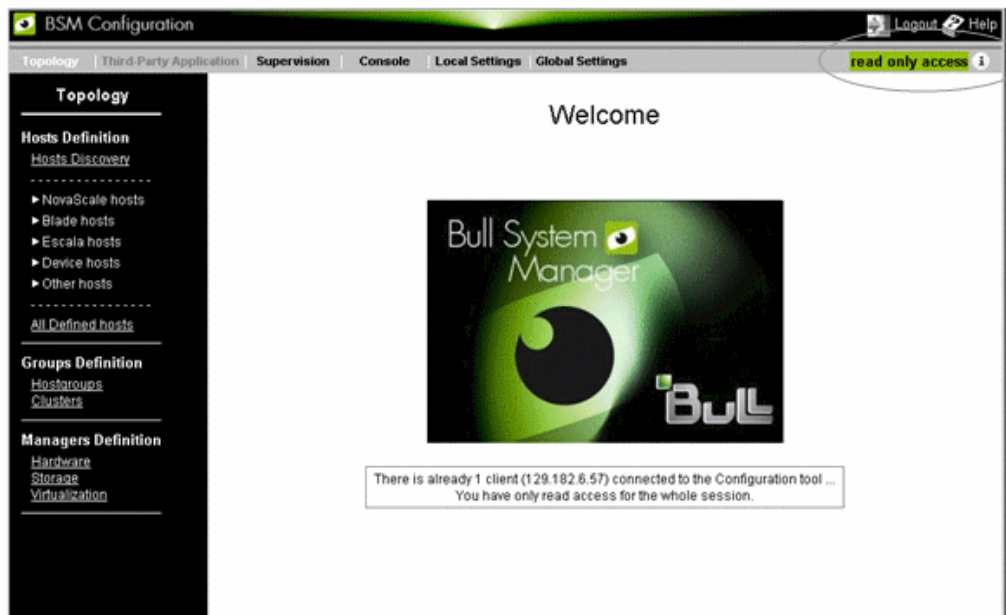 BSM Configuration
Logout Help
Topology | Third-Party Application | Supervision | Console | Local Settings | Global Settings
read only access i
Topology
Welcome
Hosts Definition
Hosts Discovery
NovaScale hosts
Blade hosts
Escala hosts
Device hosts
Other hosts
All Defined hosts
Groups Definition
Hostgroups
Clusters
Managers Definition
Hardware
Storage
Virtualization
Bull System
Manager
Bull
There is already 1 client (129.182.6.57) connected to the Configuration tool ...
You have only read access for the whole session.